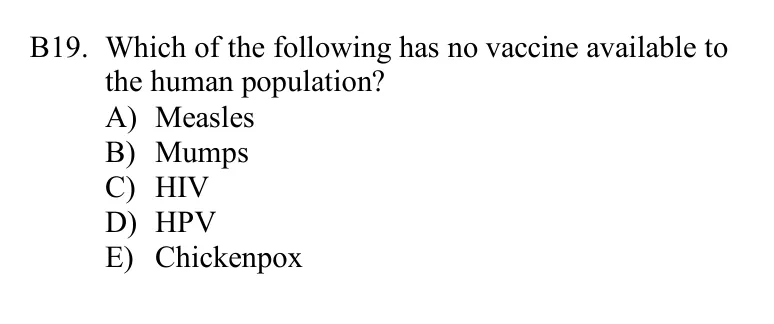 B19. Which of the following has no vaccine available to
the human population?
A) Measles
B) Mumps
C) HIV
D) HPV
E) Chickenpox